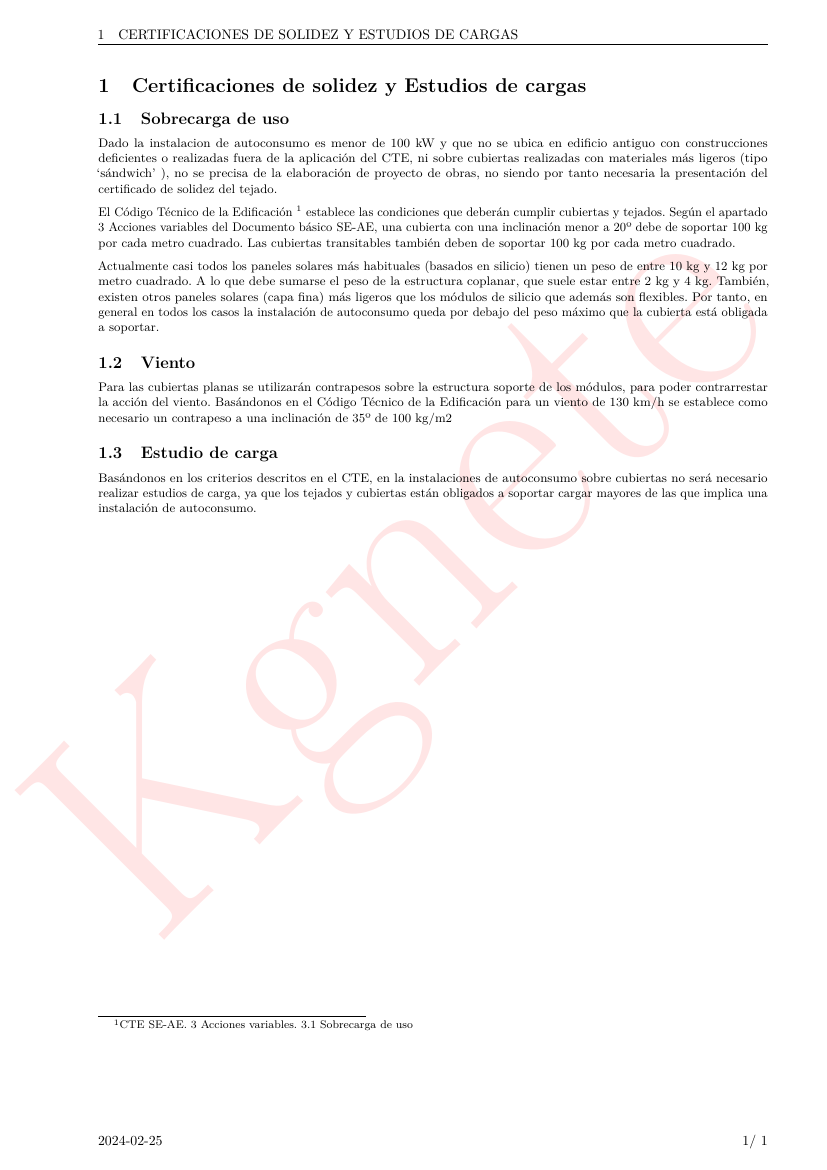 1 CERTIFICACIONES DE SOLIDEZ Y ESTUDIOS DE CARGAS
1 Certificaciones de solidez y Estudios de cargas
1.1 Sobrecarga de uso
Dado la instalacion de autoconsumo es menor de 100 kW y que no se ubica en edificio antiguo con construcciones
deficientes o realizadas fuera de la aplicación del CTE, ni sobre cubiertas realizadas con materiales más ligeros (tipo
‘sándwich’ ), no se precisa de la elaboración de proyecto de obras, no siendo por tanto necesaria la presentación del
certificado de solidez del tejado.
El Código Técnico de la Edificación ¹ establece las condiciones que deberán cumplir cubiertas y tejados. Según el apartado
3 Acciones variables del Documento básico SE-AE, una cubierta con una inclinación menor a 20º debe de soportar 100 kg
por cada metro cuadrado. Las cubiertas transitables también deben de soportar 100 kg por cada metro cuadrado.
Actualmente casi todos los paneles solares más habituales (basados en silicio) tienen un peso de entre 10 kg y 12 kg por
metro cuadrado. A lo que debe sumarse el peso de la estructura coplanar, que suele estar entre 2 kg y 4 kg. También,
existen otros paneles solares (capa fina) más ligeros que los módulos de silicio que además son flexibles. Por tanto, en
general en todos los casos la instalación de autoconsumo queda por debajo del peso máximo que la cubierta está obligada
a soportar.
1.2 Viento
Para las cubiertas planas se utilizarán contrapesos sobre la estructura soporte de los módulos, para poder contrarrestar
la acción del viento. Basándonos en el Código Técnico de la Edificación para un viento de 130 km/h se establece como
necesario un contrapeso a una inclinación de 35º de 100 kg/m2
1.3 Estudio de carga
Basándonos en los criterios descritos en el CTE, en la instalaciones de autoconsumo sobre cubiertas no será necesario
realizar estudios de carga, ya que los tejados y cubiertas están obligados a soportar cargar mayores de las que implica una
instalación de autoconsumo.
Kgnete
¹CTE SE-AE. 3 Acciones variables. 3.1 Sobrecarga de uso
2024-02-25 1/ 1